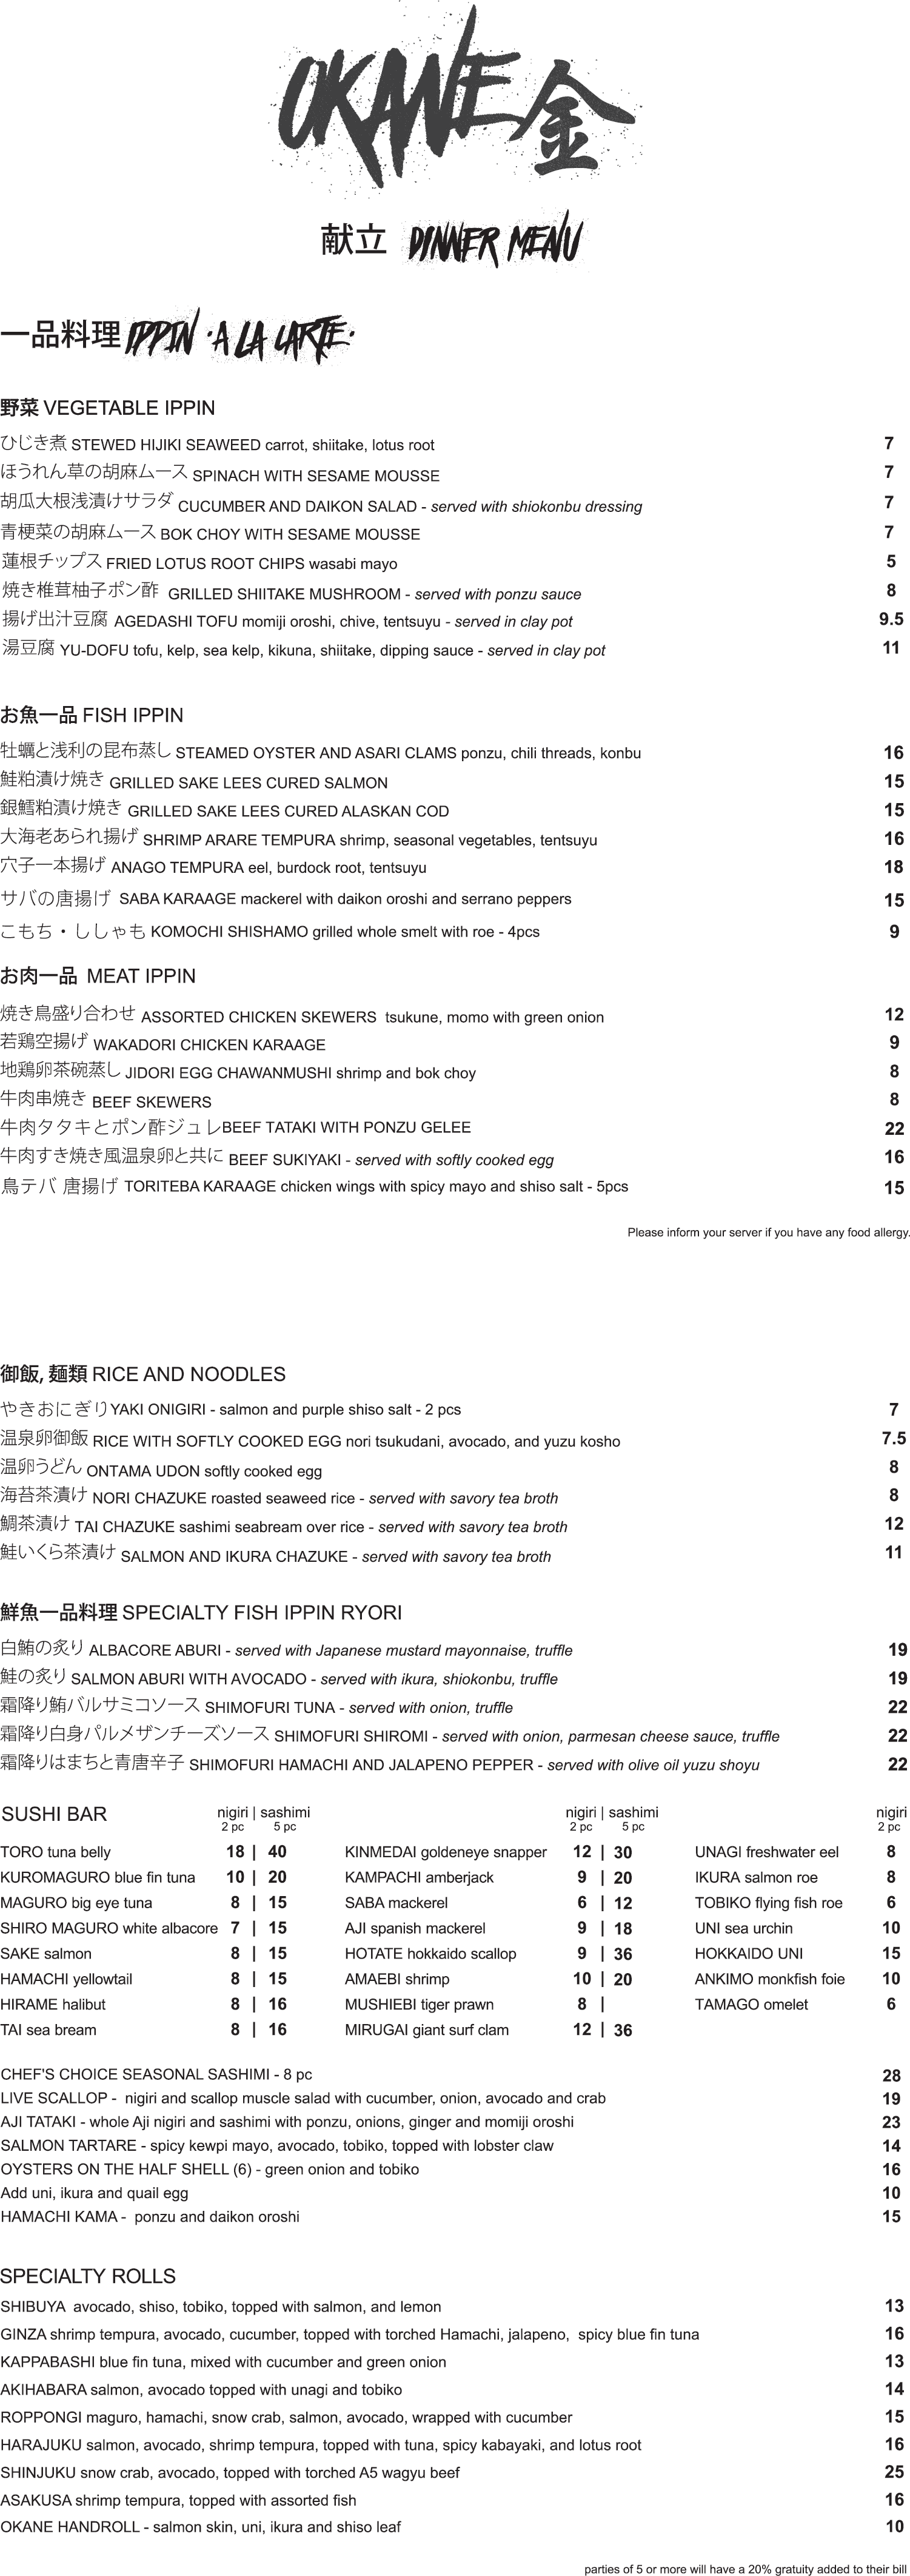 OKANE金
献立 DINNER MENU
一品料理 IPPIN ·A LA CARTE·
野菜 VEGETABLE IPPIN
ひじき煮 STEWED HIJIKI SEAWEED carrot, shiitake, lotus root 7
ほうれん草の胡麻ムース SPINACH WITH SESAME MOUSSE 7
胡瓜大根浅漬けサラダ CUCUMBER AND DAIKON SALAD - served with shiokonbu dressing 7
青梗菜の胡麻ムース BOK CHOY WITH SESAME MOUSSE 7
蓮根チップス FRIED LOTUS ROOT CHIPS wasabi mayo 5
焼き椎茸柚子ポン酢 GRILLED SHIITAKE MUSHROOM - served with ponzu sauce 8
揚げ出汁豆腐 AGEDASHI TOFU momiji oroshi, chive, tentsuyu - served in clay pot 9.5
湯豆腐 YU-DOFU tofu, kelp, sea kelp, kikuna, shiitake, dipping sauce - served in clay pot 11
お魚一品 FISH IPPIN
牡蠣と浅利の昆布蒸し STEAMED OYSTER AND ASARI CLAMS ponzu, chili threads, konbu 16
鮭粕漬け焼き GRILLED SAKE LEES CURED SALMON 15
銀鱈粕漬け焼き GRILLED SAKE LEES CURED ALASKAN COD 15
大海老あられ揚げ SHRIMP ARARE TEMPURA shrimp, seasonal vegetables, tentsuyu 16
穴子一本揚げ ANAGO TEMPURA eel, burdock root, tentsuyu 18
サバの唐揚げ SABA KARAAGE mackerel with daikon oroshi and serrano peppers 15
こもち・ししゃも KOMOCHI SHISHAMO grilled whole smelt with roe - 4pcs 9
お肉一品 MEAT IPPIN
焼き鳥盛り合わせ ASSORTED CHICKEN SKEWERS tsukune, momo with green onion 12
若鶏空揚げ WAKADORI CHICKEN KARAAGE 9
地鶏卵茶碗蒸し JIDORI EGG CHAWANMUSHI shrimp and bok choy 8
牛肉串焼き BEEF SKEWERS 8
牛肉タタキとポン酢ジュレBEEF TATAKI WITH PONZU GELEE 22
牛肉すき焼き風温泉卵と共に BEEF SUKIYAKI - served with softly cooked egg 16
鳥テバ 唐揚げ TORITEBA KARAAGE chicken wings with spicy mayo and shiso salt - 5pcs 15
Please inform your server if you have any food allergy.
御飯, 麺類 RICE AND NOODLES
やきおにぎりYAKI ONIGIRI - salmon and purple shiso salt - 2 pcs 7
温泉卵御飯 RICE WITH SOFTLY COOKED EGG nori tsukudani, avocado, and yuzu kosho 7.5
温卵うどん ONTAMA UDON softly cooked egg 8
海苔茶漬け NORI CHAZUKE roasted seaweed rice - served with savory tea broth 8
鯛茶漬け TAI CHAZUKE sashimi seabream over rice - served with savory tea broth 12
鮭いくら茶漬け SALMON AND IKURA CHAZUKE - served with savory tea broth 11
鮮魚一品料理 SPECIALTY FISH IPPIN RYORI
白鮪の炙り ALBACORE ABURI - served with Japanese mustard mayonnaise, truffle 19
鮭の炙り SALMON ABURI WITH AVOCADO - served with ikura, shiokonbu, truffle 19
霜降り鮪バルサミコソース SHIMOFURI TUNA - served with onion, truffle 22
霜降り白身パルメザンチーズソース SHIMOFURI SHIROMI - served with onion, parmesan cheese sauce, truffle 22
霜降りはまちと青唐辛子 SHIMOFURI HAMACHI AND JALAPENO PEPPER - served with olive oil yuzu shoyu 22
SUSHI BAR nigiri | sashimi nigiri | sashimi nigiri
2 pc 5 pc 2 pc 5 pc 2 pc
TORO tuna belly 18 | 40 KINMEDAI goldeneye snapper 12 | 30 UNAGI freshwater eel 8
KUROMAGURO blue fin tuna 10 | 20 KAMPACHI amberjack 9 | 20 IKURA salmon roe 8
MAGURO big eye tuna 8 | 15 SABA mackerel 6 | 12 TOBIKO flying fish roe 6
SHIRO MAGURO white albacore 7 | 15 AJI spanish mackerel 9 | 18 UNI sea urchin 10
SAKE salmon 8 | 15 HOTATE hokkaido scallop 9 | 36 HOKKAIDO UNI 15
HAMACHI yellowtail 8 | 15 AMAEBI shrimp 10 | 20 ANKIMO monkfish foie 10
HIRAME halibut 8 | 16 MUSHIEBI tiger prawn 8 | TAMAGO omelet 6
TAI sea bream 8 | 16 MIRUGAI giant surf clam 12 | 36
CHEF'S CHOICE SEASONAL SASHIMI - 8 pc 28
LIVE SCALLOP - nigiri and scallop muscle salad with cucumber, onion, avocado and crab 19
AJI TATAKI - whole Aji nigiri and sashimi with ponzu, onions, ginger and momiji oroshi 23
SALMON TARTARE - spicy kewpi mayo, avocado, tobiko, topped with lobster claw 14
OYSTERS ON THE HALF SHELL (6) - green onion and tobiko 16
Add uni, ikura and quail egg 10
HAMACHI KAMA - ponzu and daikon oroshi 15
SPECIALTY ROLLS
SHIBUYA avocado, shiso, tobiko, topped with salmon, and lemon 13
GINZA shrimp tempura, avocado, cucumber, topped with torched Hamachi, jalapeno, spicy blue fin tuna 16
KAPPABASHI blue fin tuna, mixed with cucumber and green onion 13
AKIHABARA salmon, avocado topped with unagi and tobiko 14
ROPPONGI maguro, hamachi, snow crab, salmon, avocado, wrapped with cucumber 15
HARAJUKU salmon, avocado, shrimp tempura, topped with tuna, spicy kabayaki, and lotus root 16
SHINJUKU snow crab, avocado, topped with torched A5 wagyu beef 25
ASAKUSA shrimp tempura, topped with assorted fish 16
OKANE HANDROLL - salmon skin, uni, ikura and shiso leaf 10
parties of 5 or more will have a 20% gratuity added to their bill